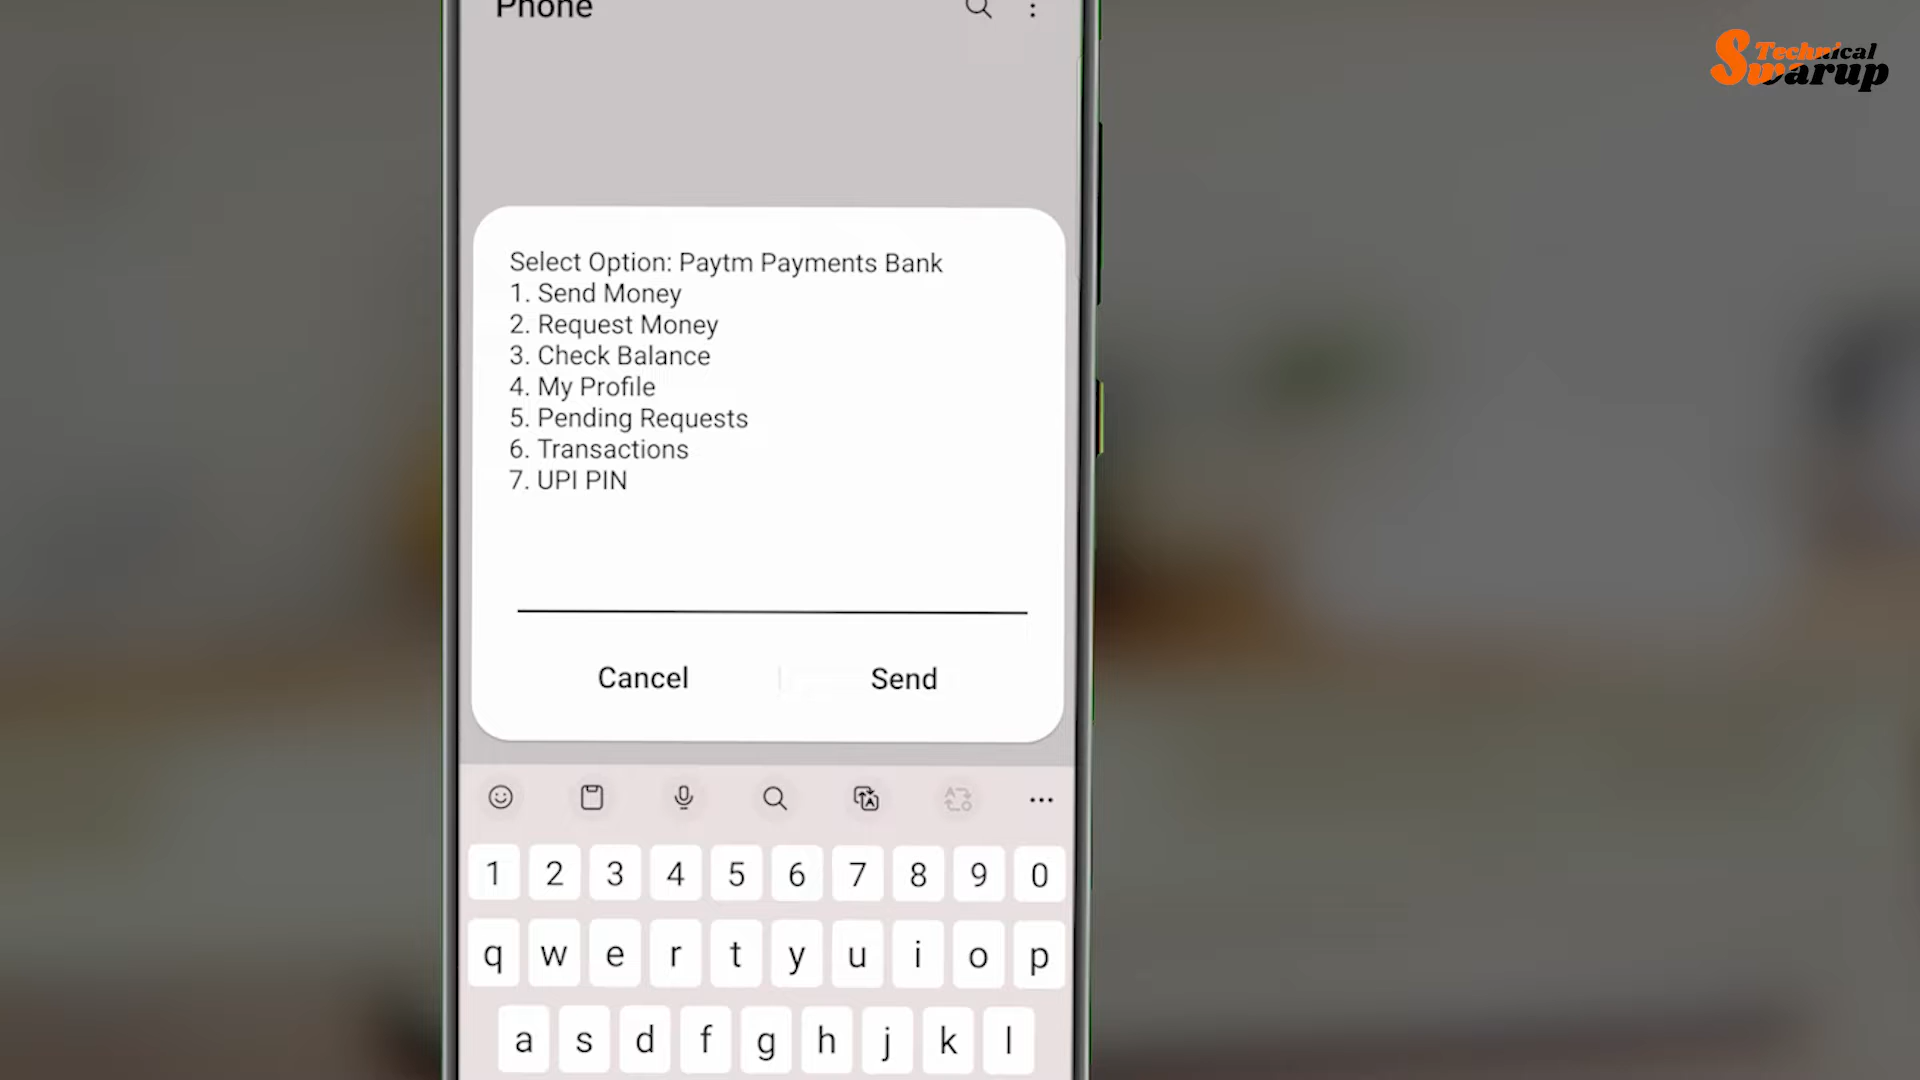 Phone
Technical
Swarup
Select Option: Paytm Payments Bank
1. Send Money
2. Request Money
3. Check Balance
4. My Profile
5. Pending Requests
6. Transactions
7. UPI PIN
Cancel Send
1 2 3 4 5 6 7 8 9 0
q w e r t y u i o p
a s d f g h j k l